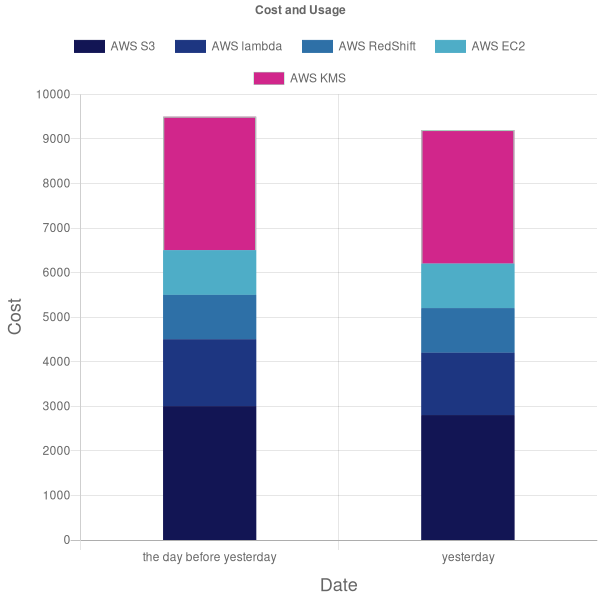 Cost and Usage
AWS S3 AWS lambda AWS RedShift AWS EC2
AWS KMS
10000
9000
8000
7000
6000
5000
4000
3000
2000
1000
0
Cost
the day before yesterday yesterday
Date